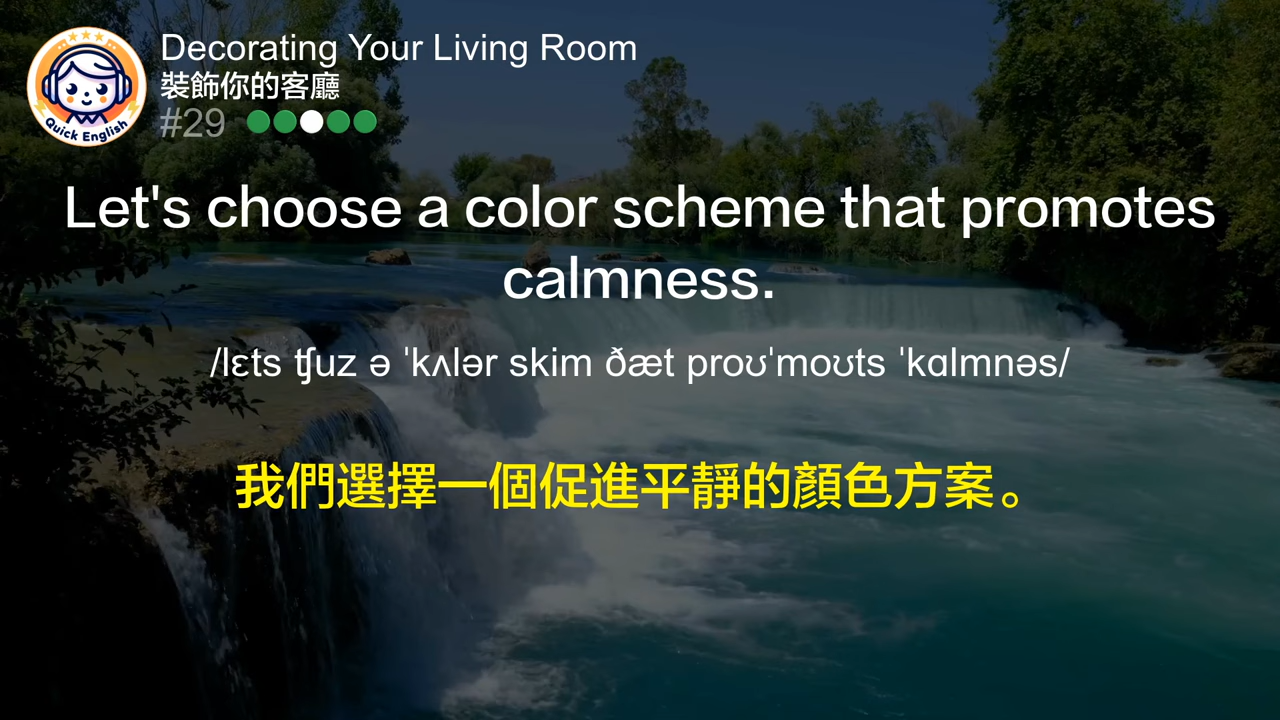 Decorating Your Living Room
裝飾你的客廳
#29
Quick English
Let's choose a color scheme that promotes
calmness.
/lɛts ʧuz ə ˈkʌlər skim ðæt proʊˈmoʊts ˈkɑlmnəs/
我們選擇一個促進平靜的顏色方案。